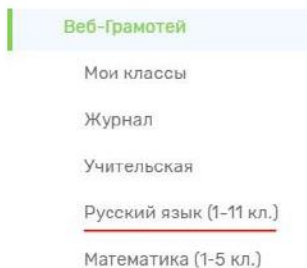 Веб-Грамотей
Мои классы
Журнал
Учительская
Русский язык (1-11 кл.)
Математика (1-5 кл.)